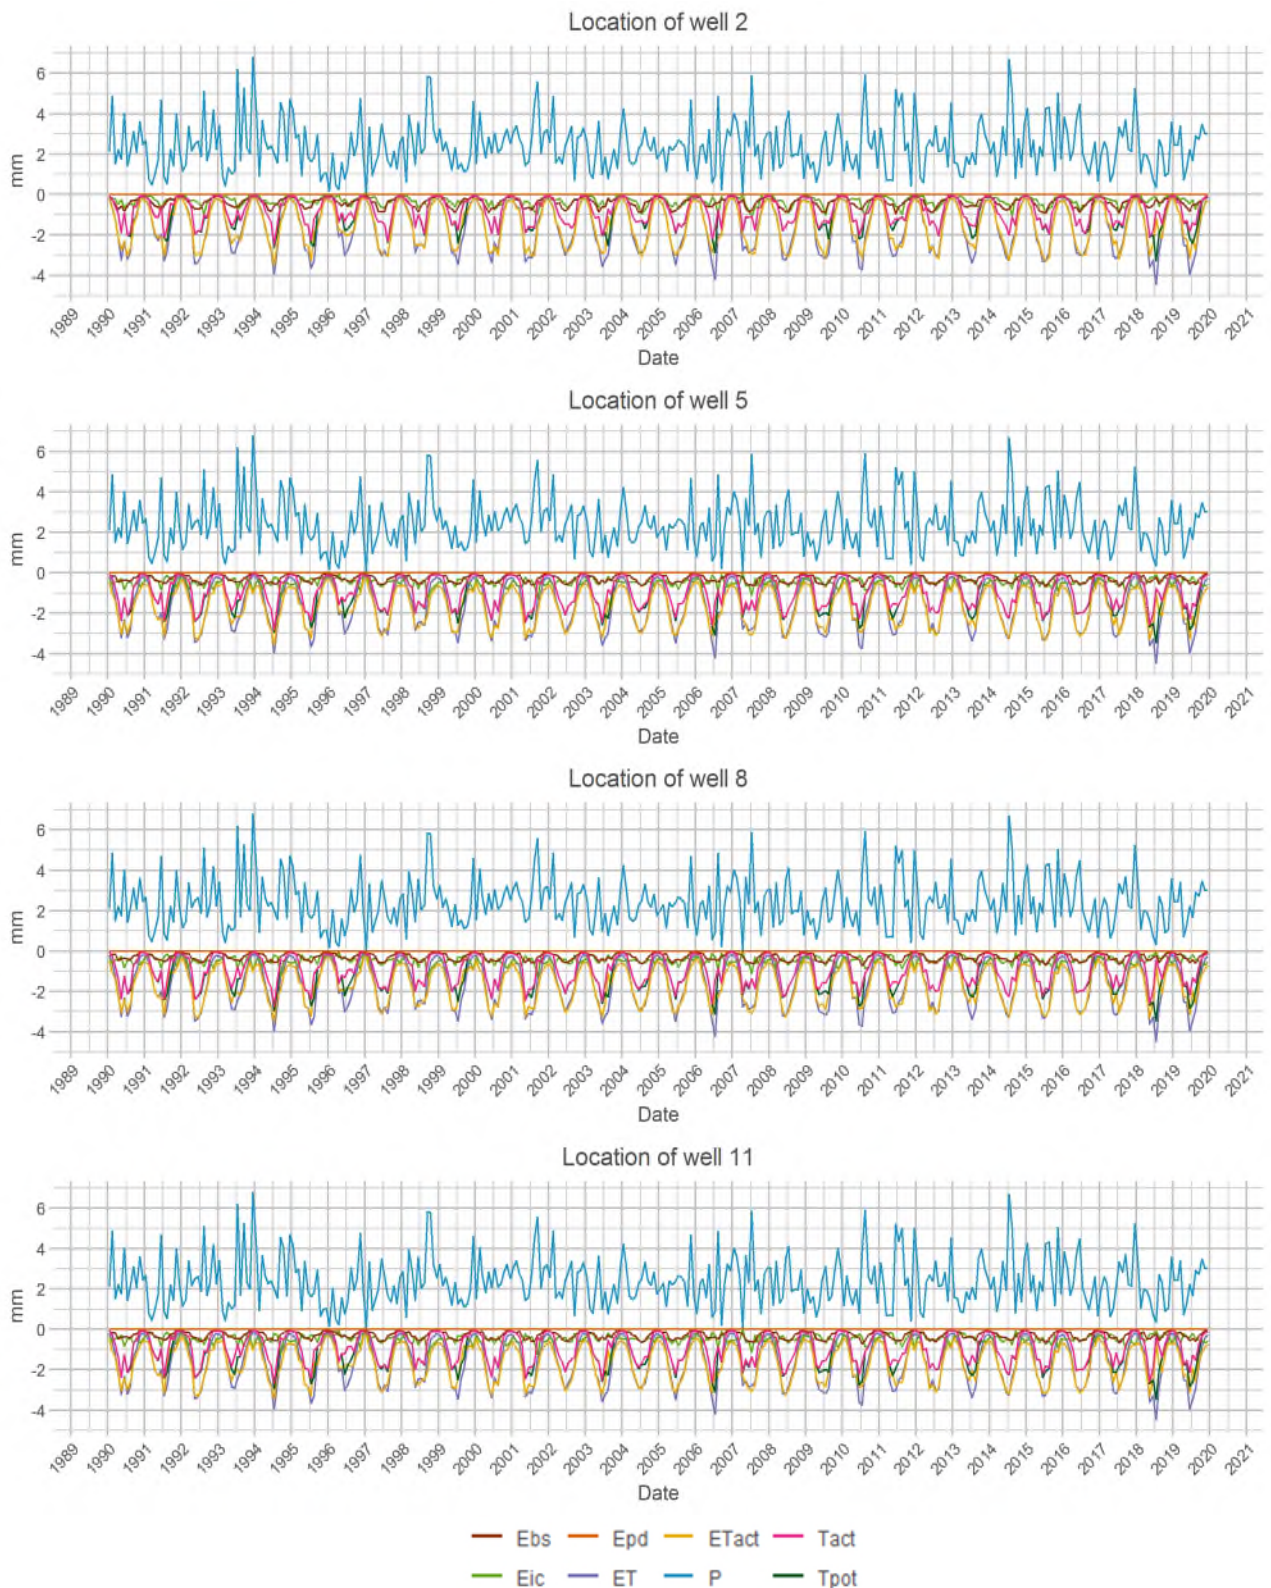 Location of well 2
6
4
2
0
-2
-4
mm
1989 1990 1991 1992 1993 1994 1995 1996 1997 1998 1999 2000 2001 2002 2003 2004 2005 2006 2007 2008 2009 2010 2011 2012 2013 2014 2015 2016 2017 2018 2019 2020 2021
Date
Location of well 5
6
4
2
0
-2
-4
mm
1989 1990 1991 1992 1993 1994 1995 1996 1997 1998 1999 2000 2001 2002 2003 2004 2005 2006 2007 2008 2009 2010 2011 2012 2013 2014 2015 2016 2017 2018 2019 2020 2021
Date
Location of well 8
6
4
2
0
-2
-4
mm
1989 1990 1991 1992 1993 1994 1995 1996 1997 1998 1999 2000 2001 2002 2003 2004 2005 2006 2007 2008 2009 2010 2011 2012 2013 2014 2015 2016 2017 2018 2019 2020 2021
Date
Location of well 11
6
4
2
0
-2
-4
mm
1989 1990 1991 1992 1993 1994 1995 1996 1997 1998 1999 2000 2001 2002 2003 2004 2005 2006 2007 2008 2009 2010 2011 2012 2013 2014 2015 2016 2017 2018 2019 2020 2021
Date
Ebs Epd ETact Tact
Eic ET P Tpot